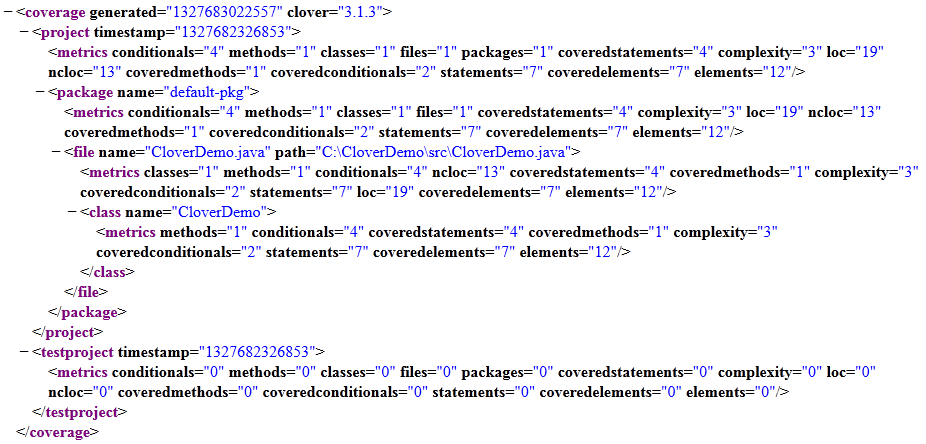 −<coverage generated="1327683022557" clover="3.1.3">
−<project timestamp="1327682326853">
<metrics conditionals="4" methods="1" classes="1" files="1" packages="1" coveredstatements="4" complexity="3" loc="19"
ncloc="13" coveredmethods="1" coveredconditionals="2" statements="7" coveredelements="7" elements="12"/>
−<package name="default-pkg">
<metrics conditionals="4" methods="1" classes="1" files="1" coveredstatements="4" complexity="3" loc="19" ncloc="13"
coveredmethods="1" coveredconditionals="2" statements="7" coveredelements="7" elements="12"/>
−<file name="CloverDemo.java" path="C:\CloverDemo\src\CloverDemo.java">
<metrics classes="1" methods="1" conditionals="4" ncloc="13" coveredstatements="4" coveredmethods="1" complexity="3"
coveredconditionals="2" statements="7" loc="19" coveredelements="7" elements="12"/>
−<class name="CloverDemo">
<metrics methods="1" conditionals="4" coveredstatements="4" coveredmethods="1" complexity="3"
coveredconditionals="2" statements="7" coveredelements="7" elements="12"/>
</class>
</file>
</package>
</project>
−<testproject timestamp="1327682326853">
<metrics conditionals="0" methods="0" classes="0" files="0" packages="0" coveredstatements="0" complexity="0" loc="0"
ncloc="0" coveredmethods="0" coveredconditionals="0" statements="0" coveredelements="0" elements="0"/>
</testproject>
</coverage>